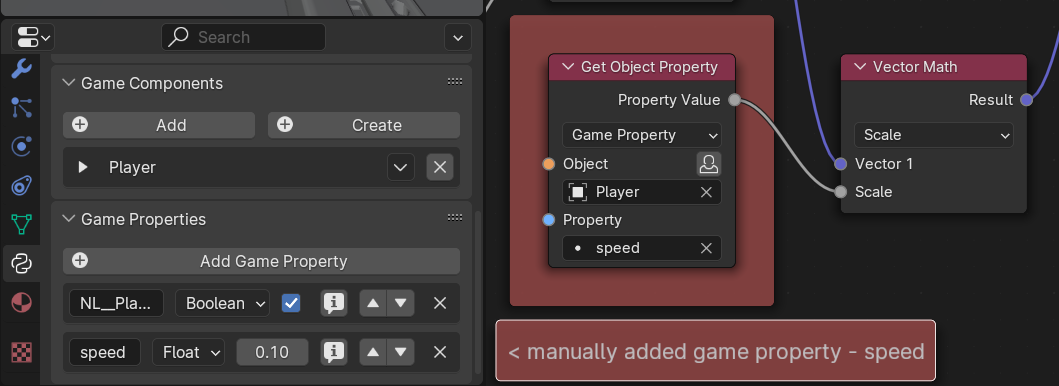 Search
Game Components
Add
Create
Player
Game Properties
Add Game Property
NL__Pla...
Boolean
speed
Float
0.10
Get Object Property
Property Value
Game Property
Object
Player
Property
speed
Vector Math
Result
Scale
Vector 1
Scale
< manually added game property - speed